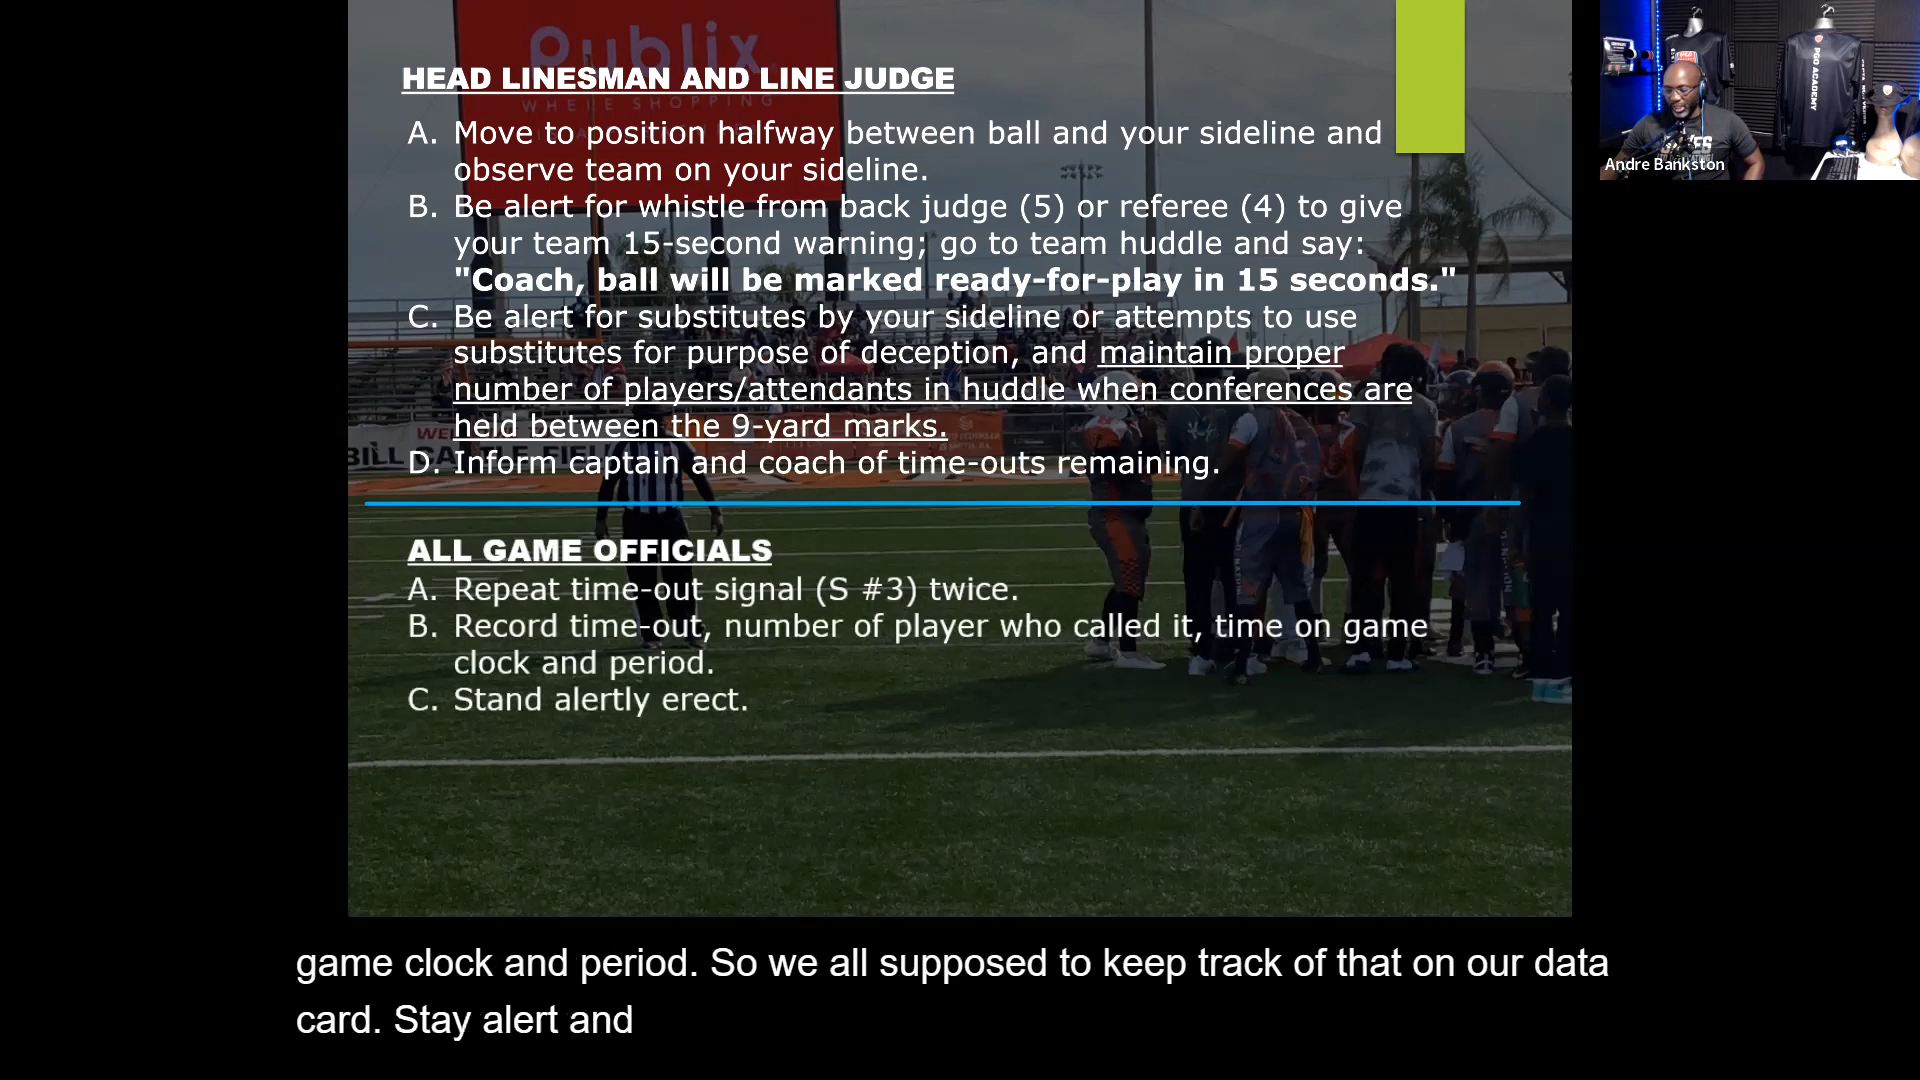 publix
WHERE SHOPPING
HEAD LINESMAN AND LINE JUDGE
A. Move to position halfway between ball and your sideline and
observe team on your sideline.
B. Be alert for whistle from back judge (5) or referee (4) to give
your team 15-second warning; go to team huddle and say:
"Coach, ball will be marked ready-for-play in 15 seconds."
C. Be alert for substitutes by your sideline or attempts to use
substitutes for purpose of deception, and maintain proper
number of players/attendants in huddle when conferences are
held between the 9-yard marks.
D. Inform captain and coach of time-outs remaining.
ALL GAME OFFICIALS
A. Repeat time-out signal (S #3) twice.
B. Record time-out, number of player who called it, time on game
clock and period.
C. Stand alertly erect.
PGO ACADEMY
Andre Bankston
game clock and period. So we all supposed to keep track of that on our data
card. Stay alert and